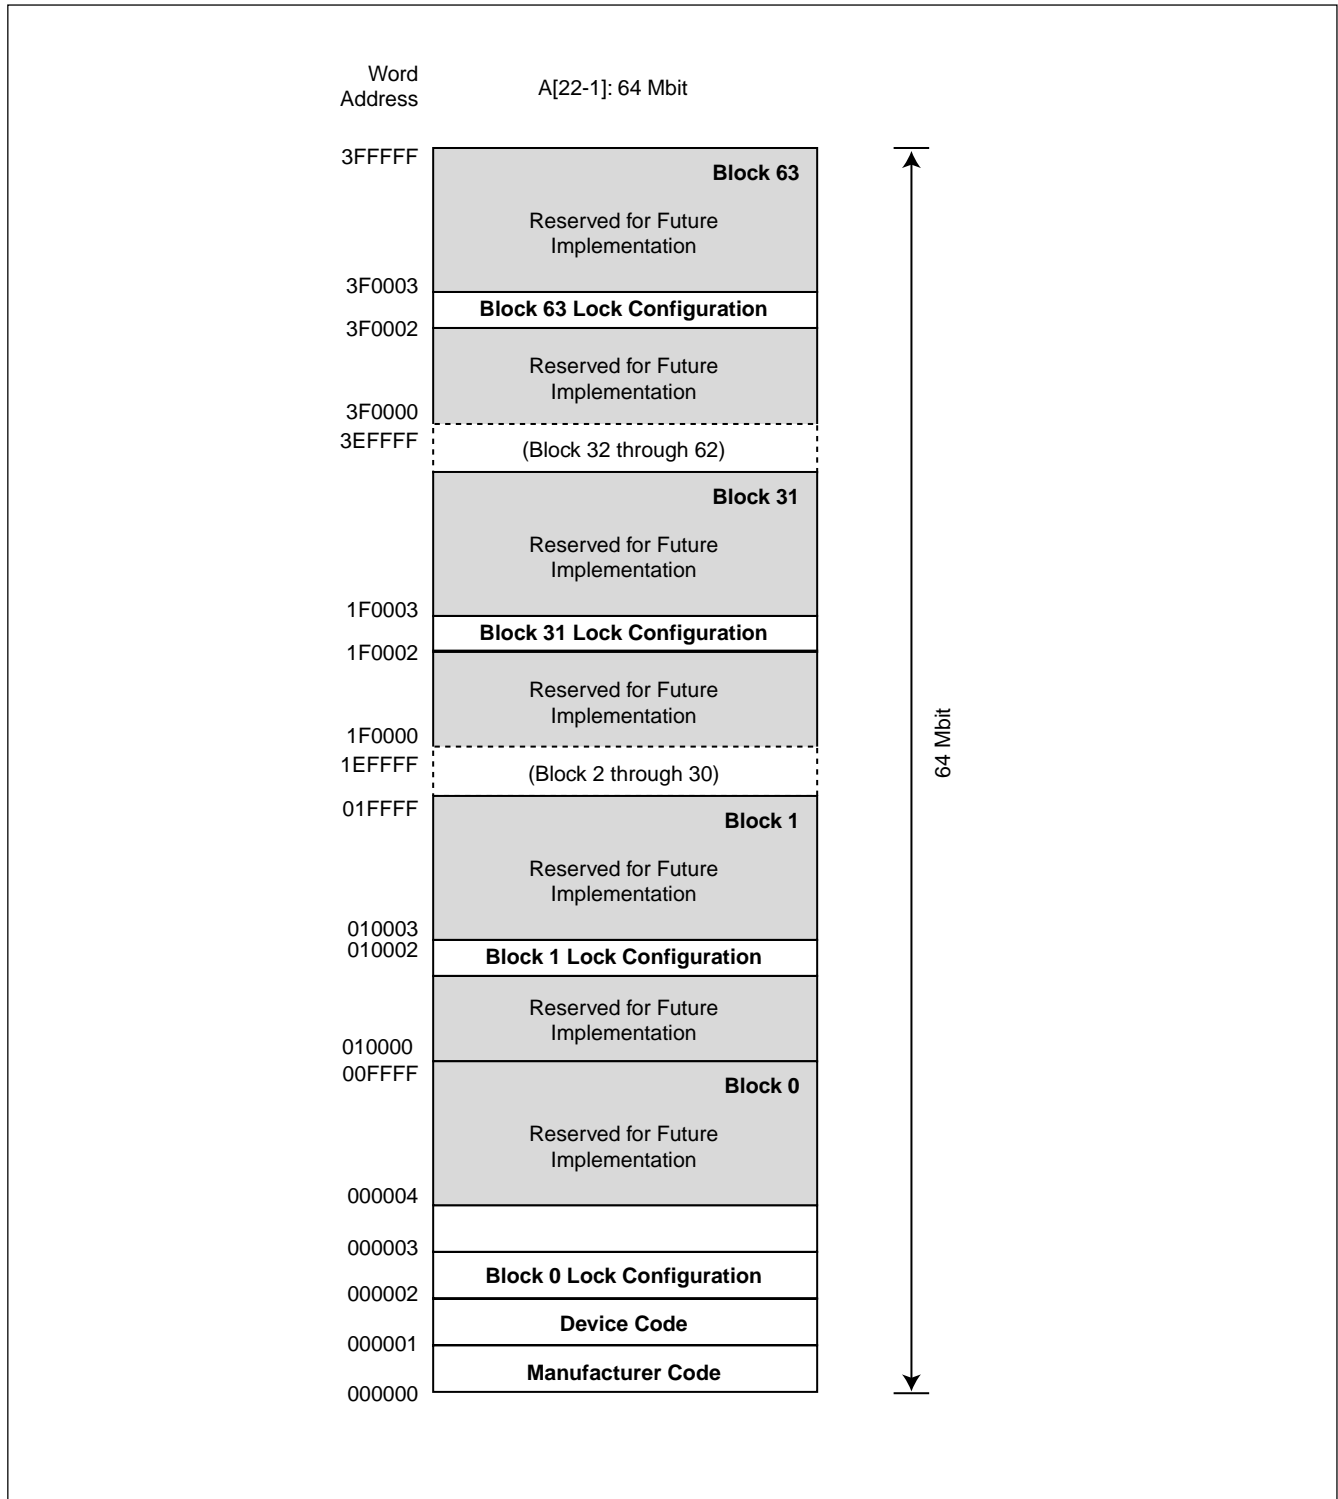 Word
Address
A[22-1]: 64 Mbit
3FFFFF
Block 63
Reserved for Future
Implementation
3F0003
Block 63 Lock Configuration
3F0002
Reserved for Future
Implementation
3F0000
3EFFFF
(Block 32 through 62)
Block 31
Reserved for Future
Implementation
1F0003
Block 31 Lock Configuration
1F0002
Reserved for Future
Implementation
1F0000
1EFFFF
(Block 2 through 30)
01FFFF
Block 1
Reserved for Future
Implementation
010003
010002
Block 1 Lock Configuration
Reserved for Future
Implementation
010000
00FFFF
Block 0
Reserved for Future
Implementation
000004
000003
Block 0 Lock Configuration
000002
Device Code
000001
Manufacturer Code
000000
64 Mbit